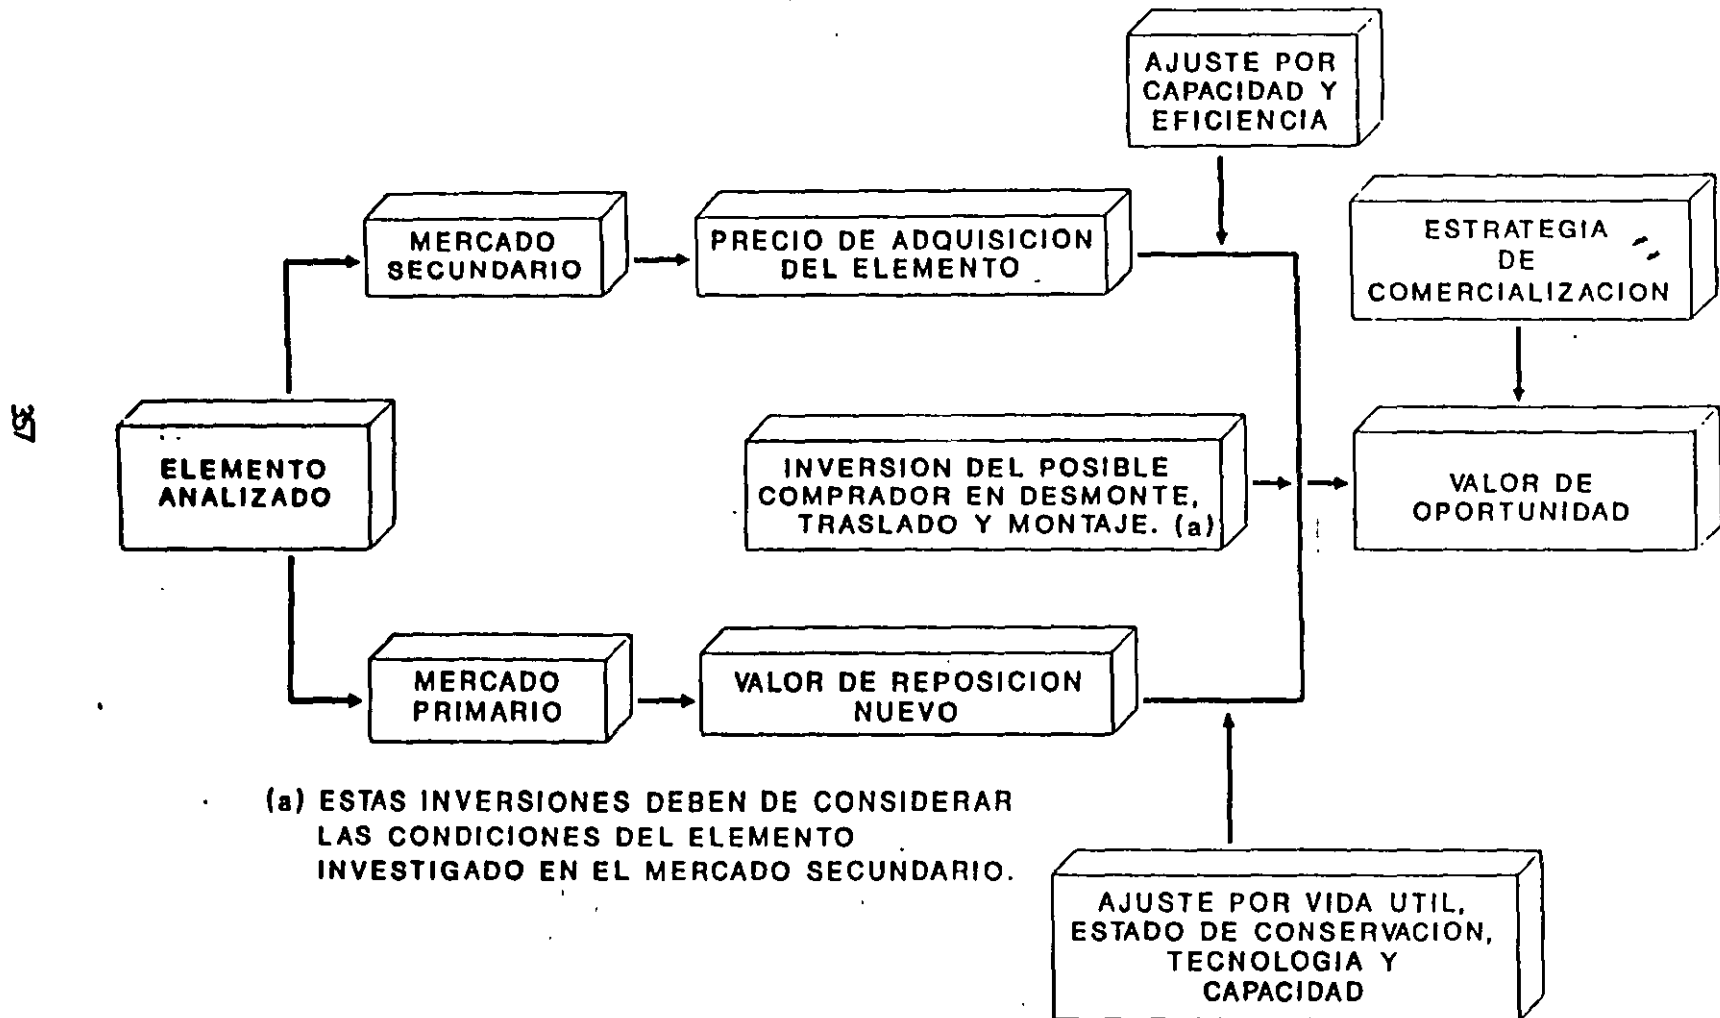 AJUSTE POR
CAPACIDAD Y
EFICIENCIA
MERCADO
SECUNDARIO
PRECIO DE ADQUISICION
DEL ELEMENTO
ESTRATEGIA
DE
COMERCIALIZACION
357
ELEMENTO
ANALIZADO
INVERSION DEL POSIBLE
COMPRADOR EN DESMONTE,
TRASLADO Y MONTAJE. (a)
VALOR DE
OPORTUNIDAD
MERCADO
PRIMARIO
VALOR DE REPOSICION
NUEVO
(a) ESTAS INVERSIONES DEBEN DE CONSIDERAR
LAS CONDICIONES DEL ELEMENTO
INVESTIGADO EN EL MERCADO SECUNDARIO.
AJUSTE POR VIDA UTIL,
ESTADO DE CONSERVACION,
TECNOLOGIA Y
CAPACIDAD